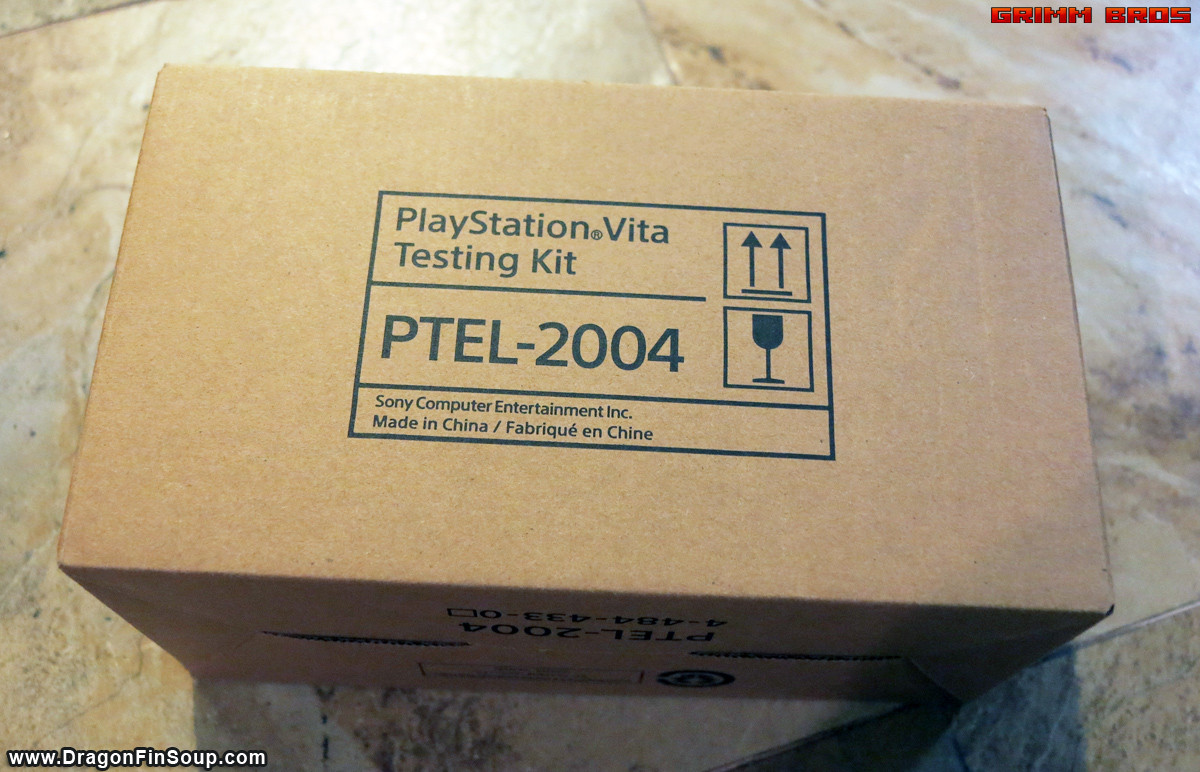 GRIMM BROS
PlayStation®Vita
Testing Kit
PTEL-2004
Sony Computer Entertainment Inc.
Made in China / Fabriqué en Chine
PTEL-2004
4-484-433-0□
www.DragonFinSoup.com